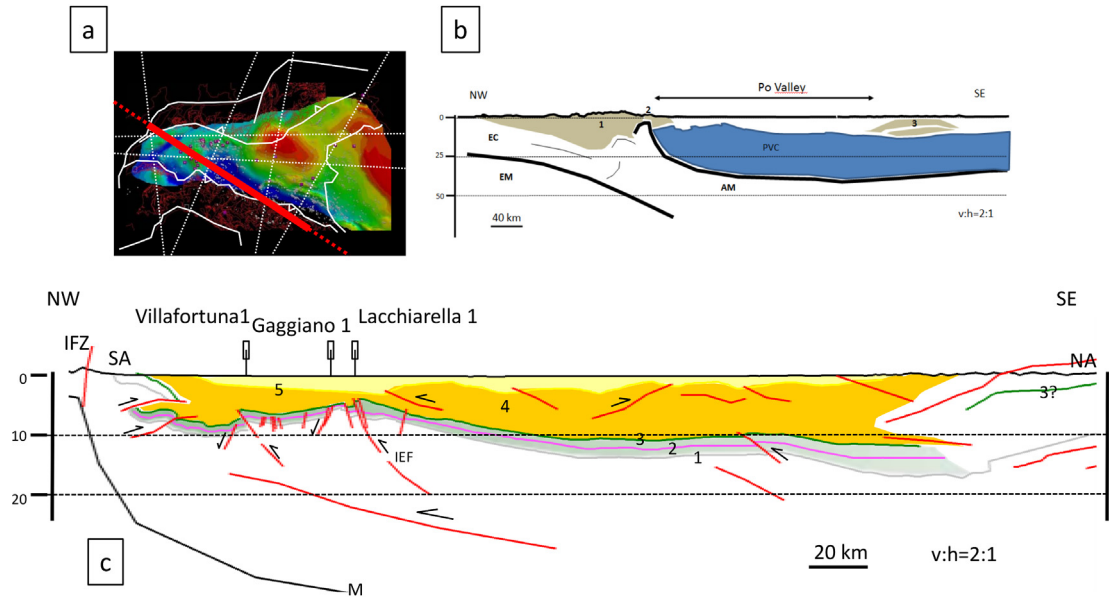 a
b
Po Valley
NW
SE
2
0
1
3
EC
PVC
25
EM
AM
50
40 km
v:h=2:1
NW
SE
Villafortuna1
Gaggiano 1
Lacchiarella 1
IFZ
SA
NA
0
5
4
3?
10
3
2
1
IEF
20
20 km
v:h=2:1
c
M